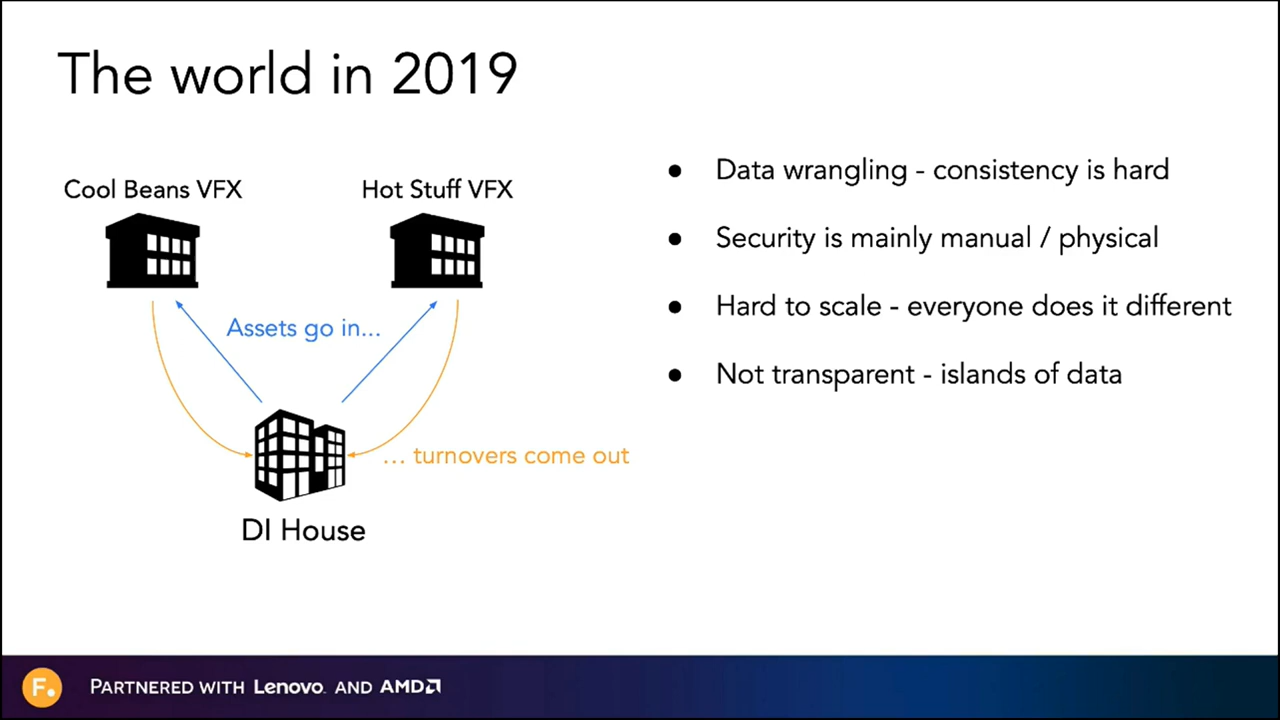 The world in 2019
Cool Beans VFX
Hot Stuff VFX
Assets go in...
... turnovers come out
DI House
● Data wrangling - consistency is hard
● Security is mainly manual / physical
● Hard to scale - everyone does it different
● Not transparent - islands of data
F.
PARTNERED WITH Lenovo. AND AMD